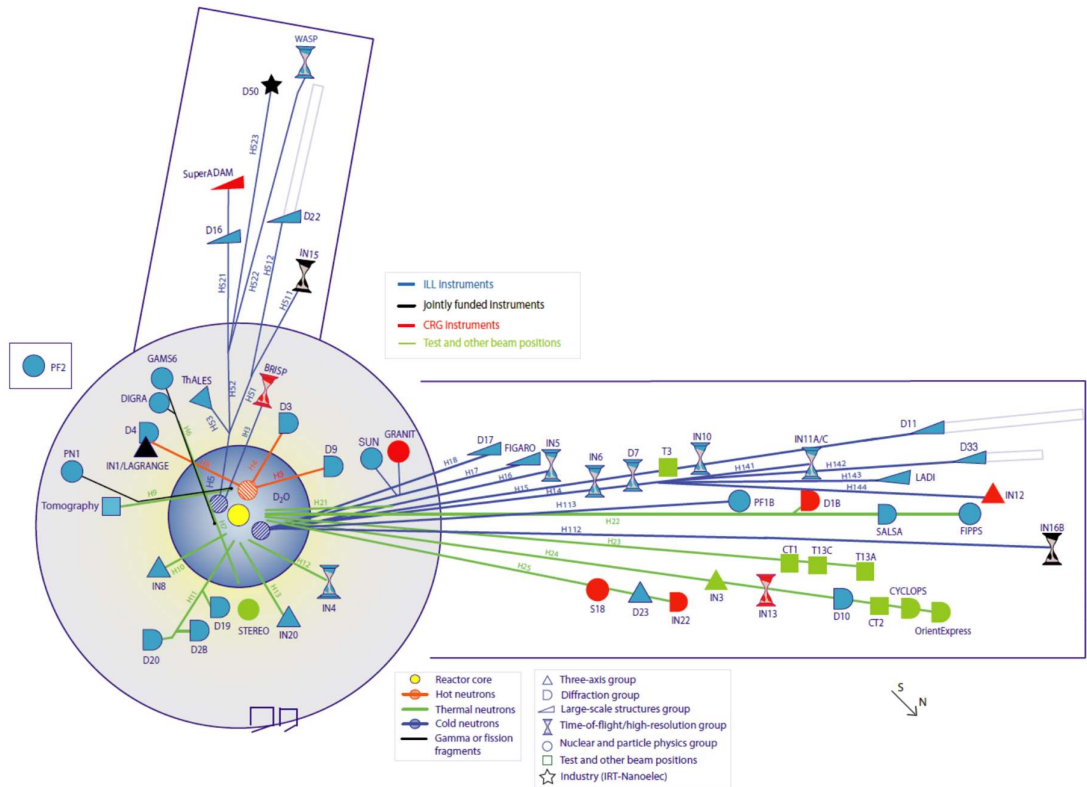 WASP
D50
H523
SuperADAM
D16
D22
H522
H512
IN15
H521
H511
ILL Instruments
Jointly funded Instruments
CRG Instruments
Test and other beam positions
PF2
GAMS6
ThALES
BRISP
H52
H51
IH3
H53
DIGRA
D3
H6
D4
IN1/LAGRANGE
SUN
GRANIT
D9
PN1
H9
H5
H4
H3
D₂O
Tomography
H7
H21
H18
H17
H16
H15
H14
H113
H112
D17
FIGARO
IN5
IN6
D7
T3
IN10
IN11A/C
D11
D33
H141
H142
H143
H144
LADI
IN12
PF1B
D1B
H22
SALSA
FIPPS
IN16B
H23
CT1
T13C
T13A
H24
H25
S18
D23
IN22
IN3
IN13
D10
CT2
CYCLOPS
OrientExpress
IN8
H10
H11
H13
H12
IN4
D19
D2B
D20
STEREO
IN20
Reactor core
Hot neutrons
Thermal neutrons
Cold neutrons
Gamma or fission
fragments
Three-axis group
Diffraction group
Large-scale structures group
Time-of-flight/high-resolution group
Nuclear and particle physics group
Test and other beam positions
Industry (IRT-Nanoelec)
S
N